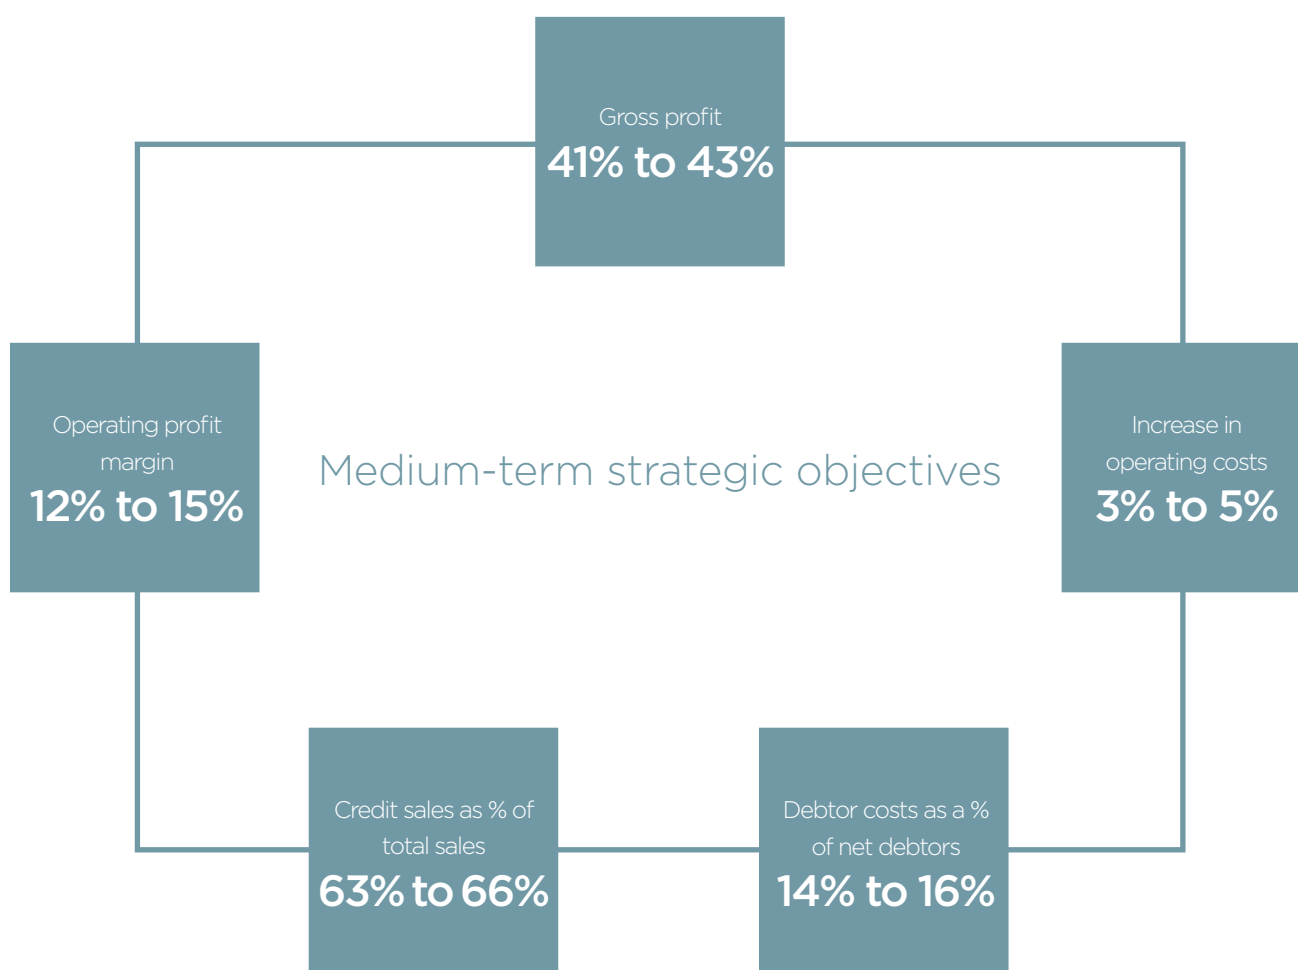 Gross profit
41% to 43%
Operating profit
margin
12% to 15%
Medium-term strategic objectives
Increase in
operating costs
3% to 5%
Credit sales as % of
total sales
63% to 66%
Debtor costs as a %
of net debtors
14% to 16%